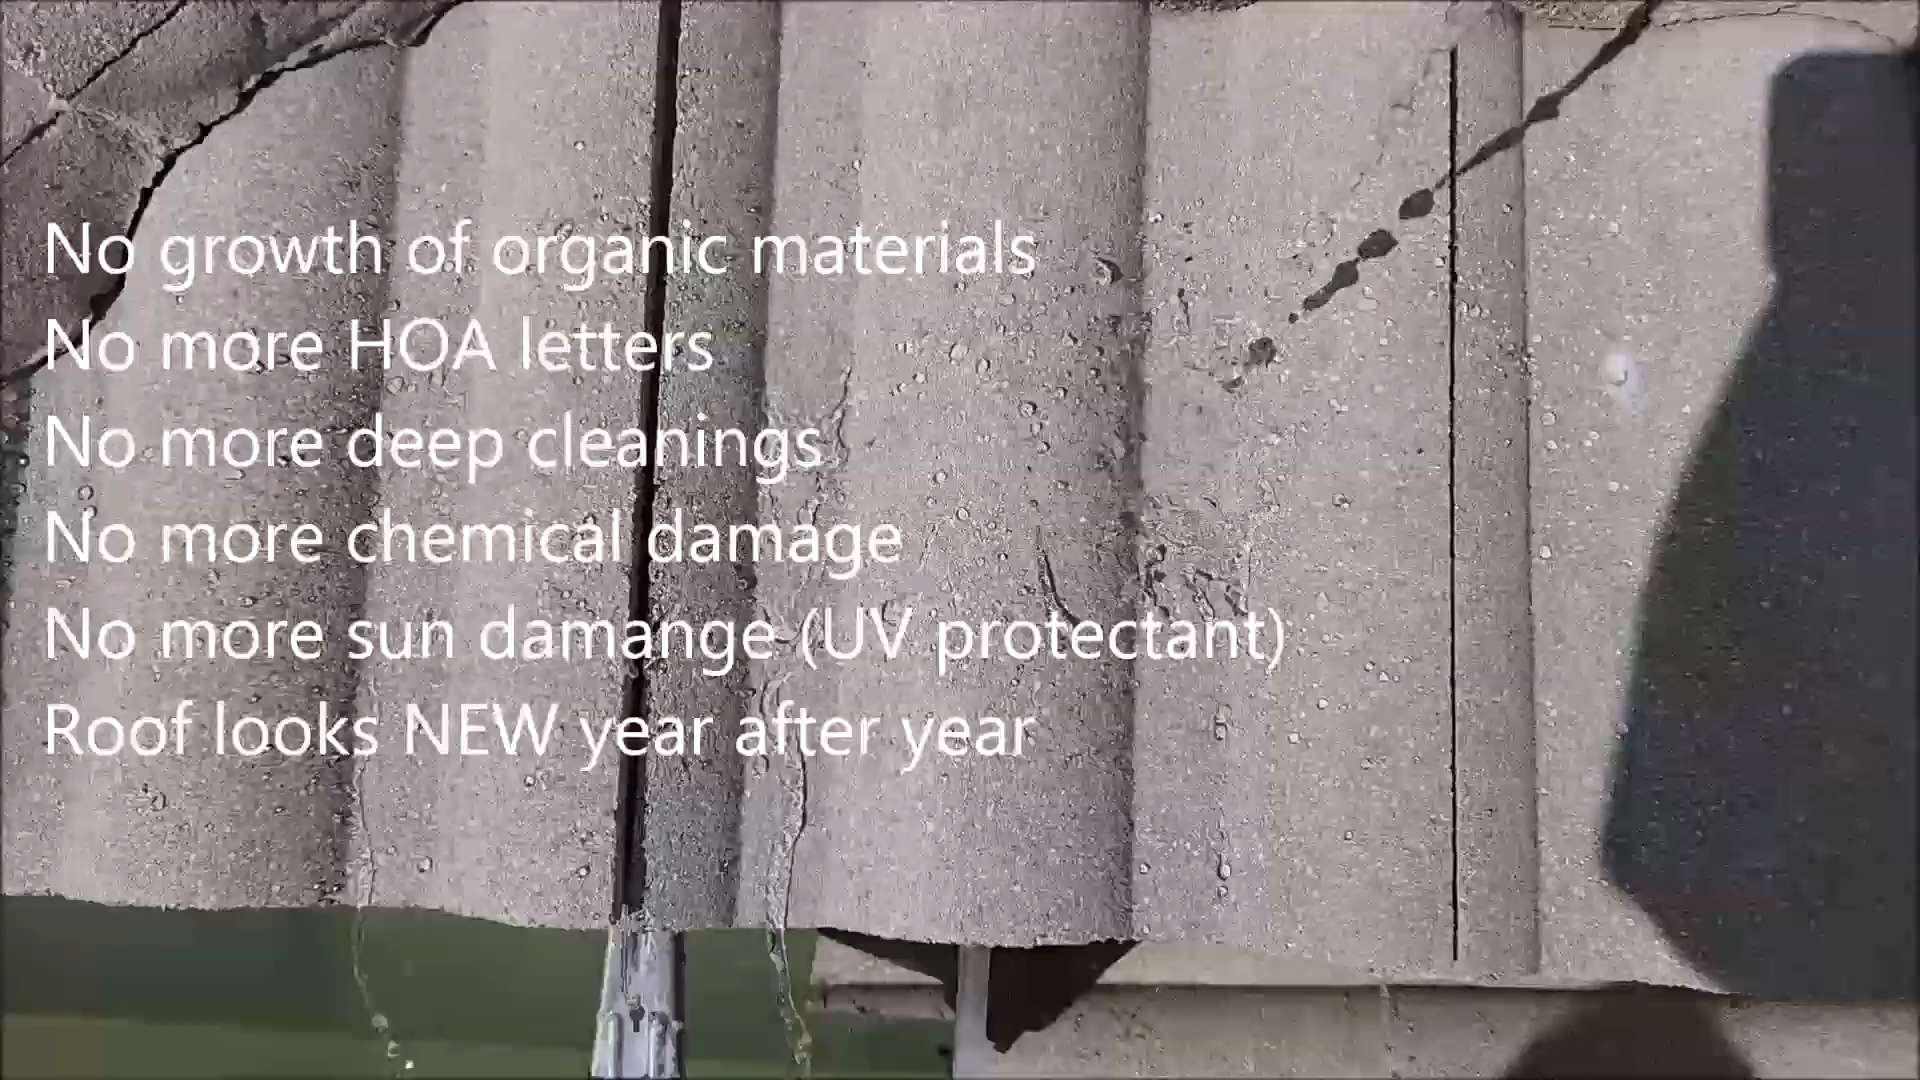 No growth of organic materials
No more HOA letters
No more deep cleanings
No more chemical damage
No more sun damange (UV protectant)
Roof looks NEW year after year